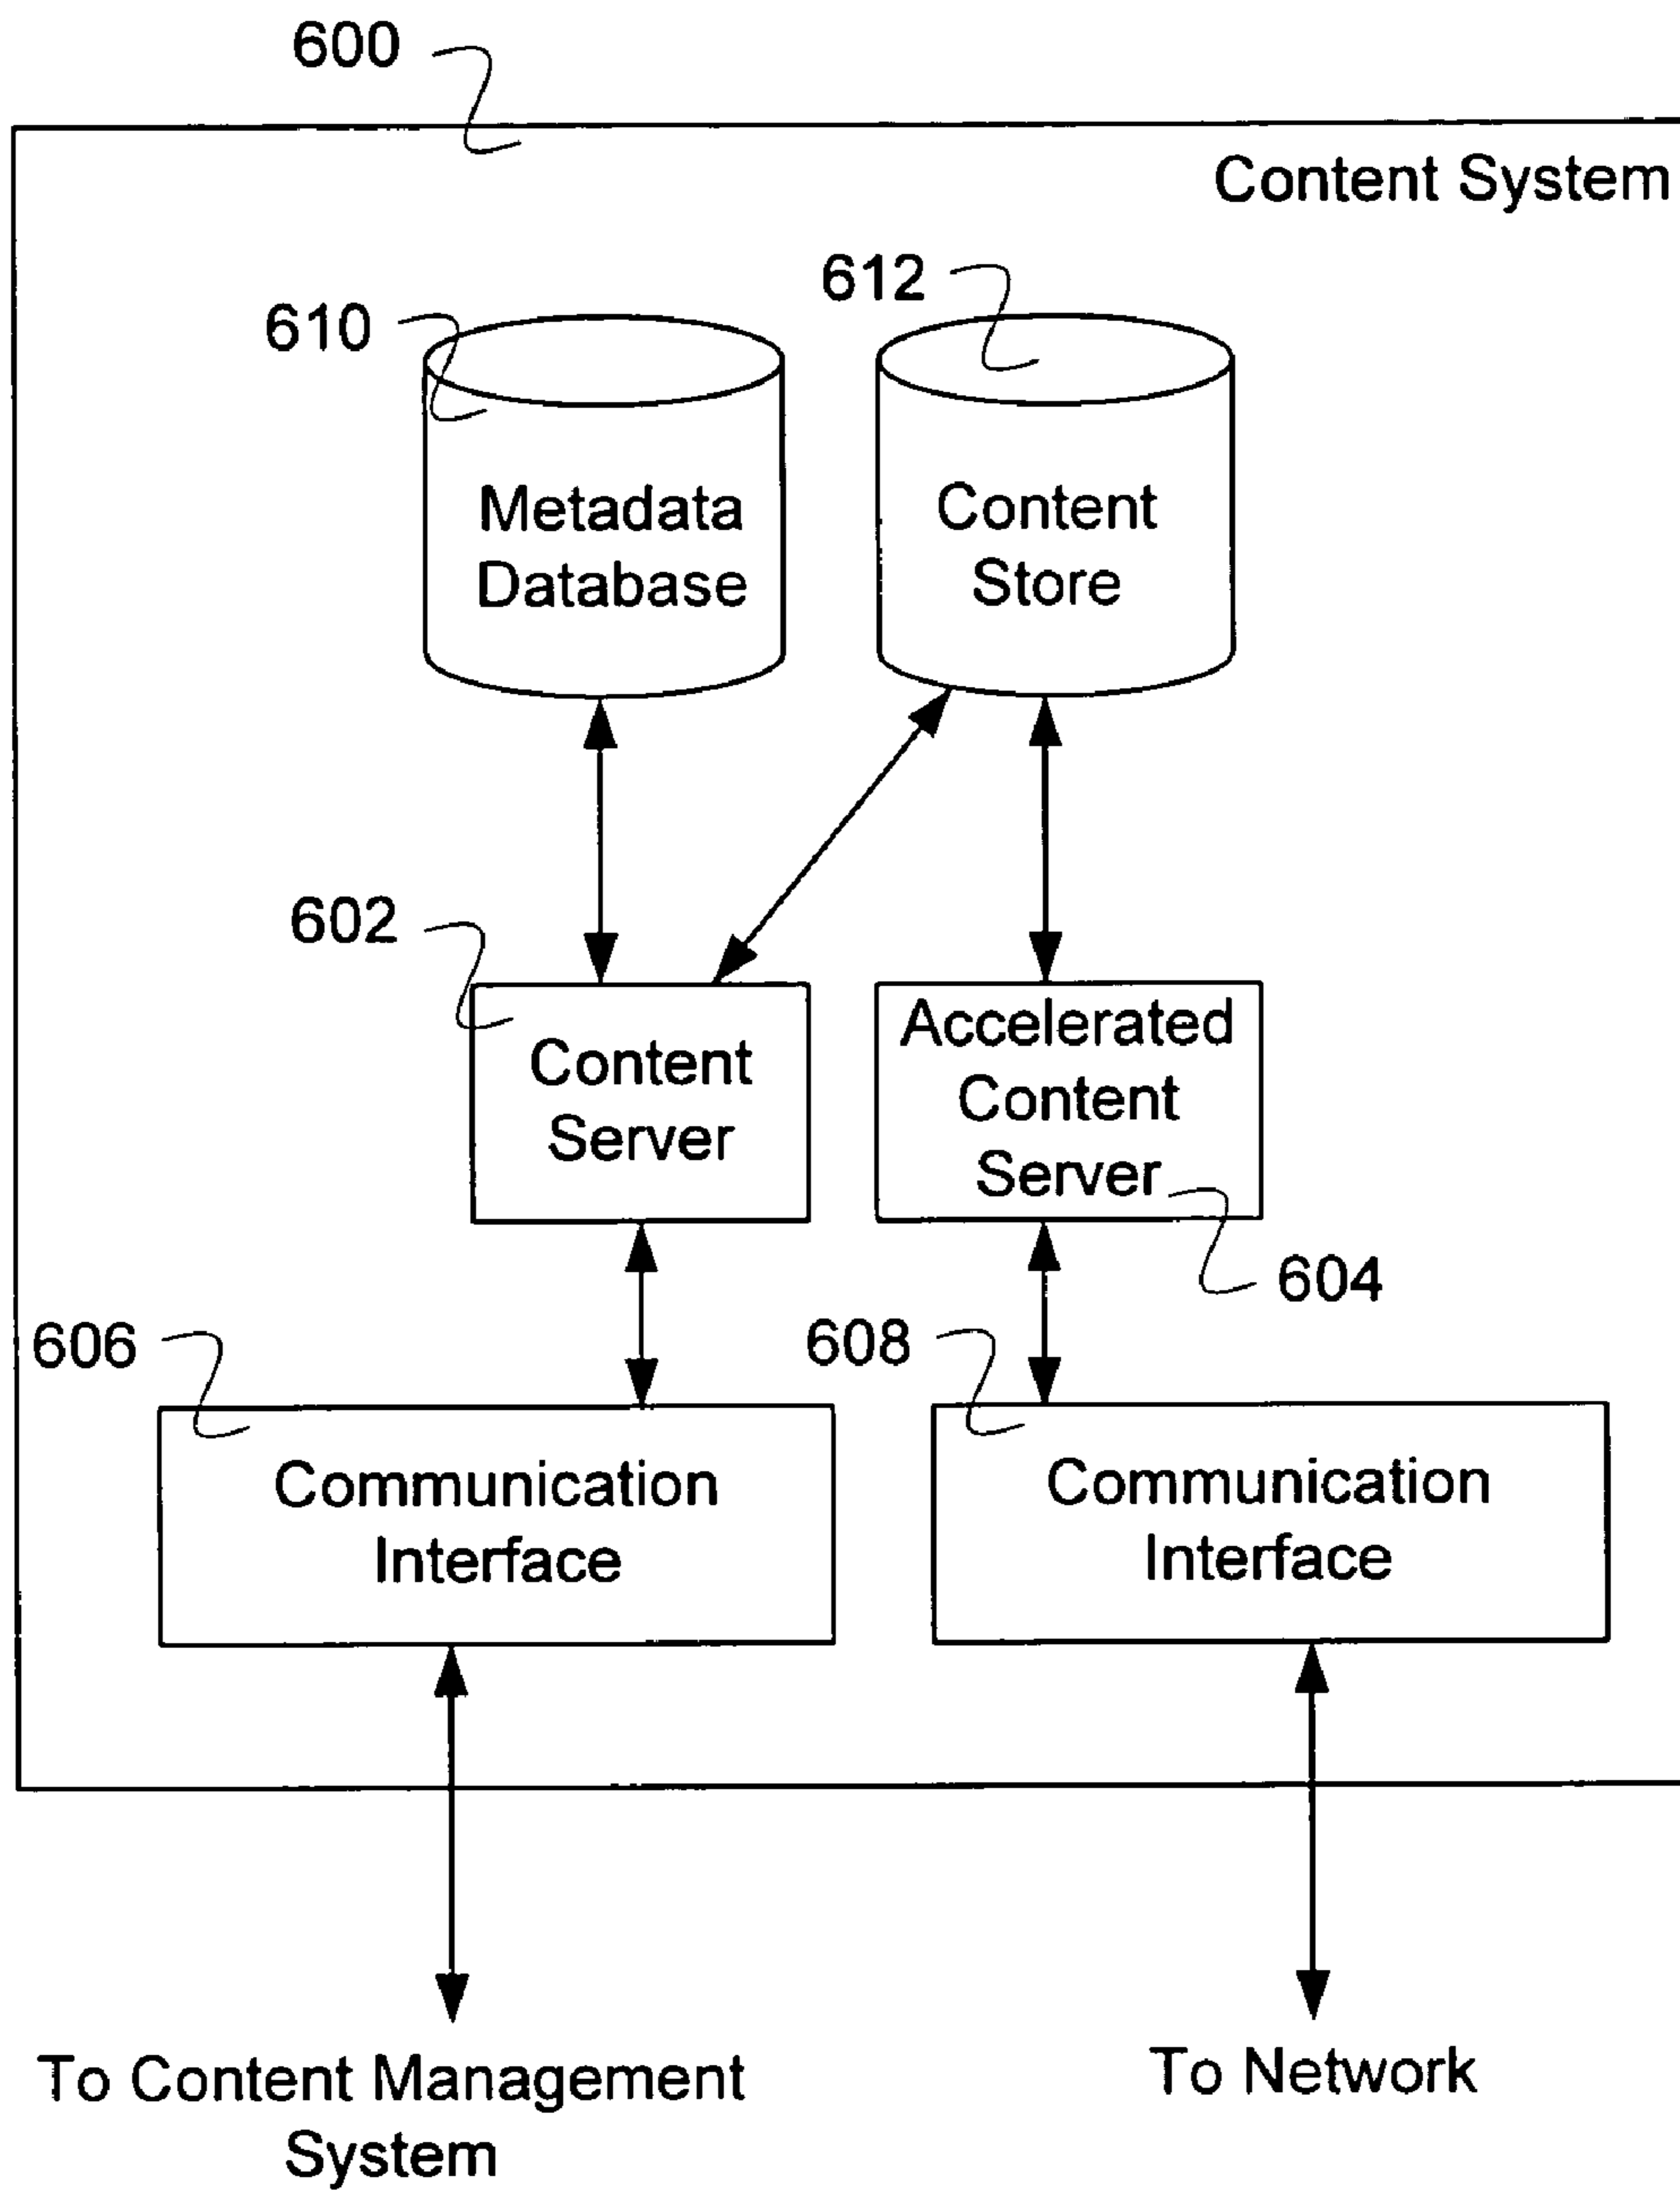 600
Content System
612
610
Metadata
Database
Content
Store
602
Content
Server
Accelerated
Content
Server
604
606
608
Communication
Interface
Communication
Interface
To Content Management
System
To Network